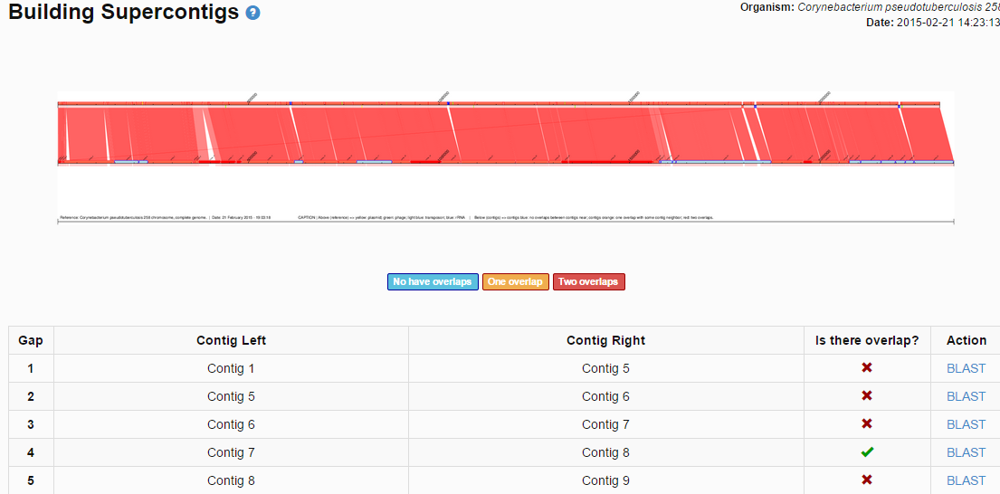 Building Supercontigs ?
Organism: Corynebacterium pseudotuberculosis 258
Date: 2015-02-21 14:23:13
Reference: Corynebacterium pseudotuberculosis 258 chromosome, complete genome. | Date: 21 February 2015 - 19:03:18 CAPTION | Above (reference) => yellow: plasmid; green: phage; light blue: transposon; blue: rRNA | Below (contigs) => contigs blue: no overlaps between contigs near; contigs orange: one overlap with some contig neighbor; red: two overlaps.
No have overlaps One overlap Two overlaps
Gap Contig Left Contig Right Is there overlap? Action
1 Contig 1 Contig 5 BLAST
2 Contig 5 Contig 6 BLAST
3 Contig 6 Contig 7 BLAST
4 Contig 7 Contig 8 BLAST
5 Contig 8 Contig 9 BLAST